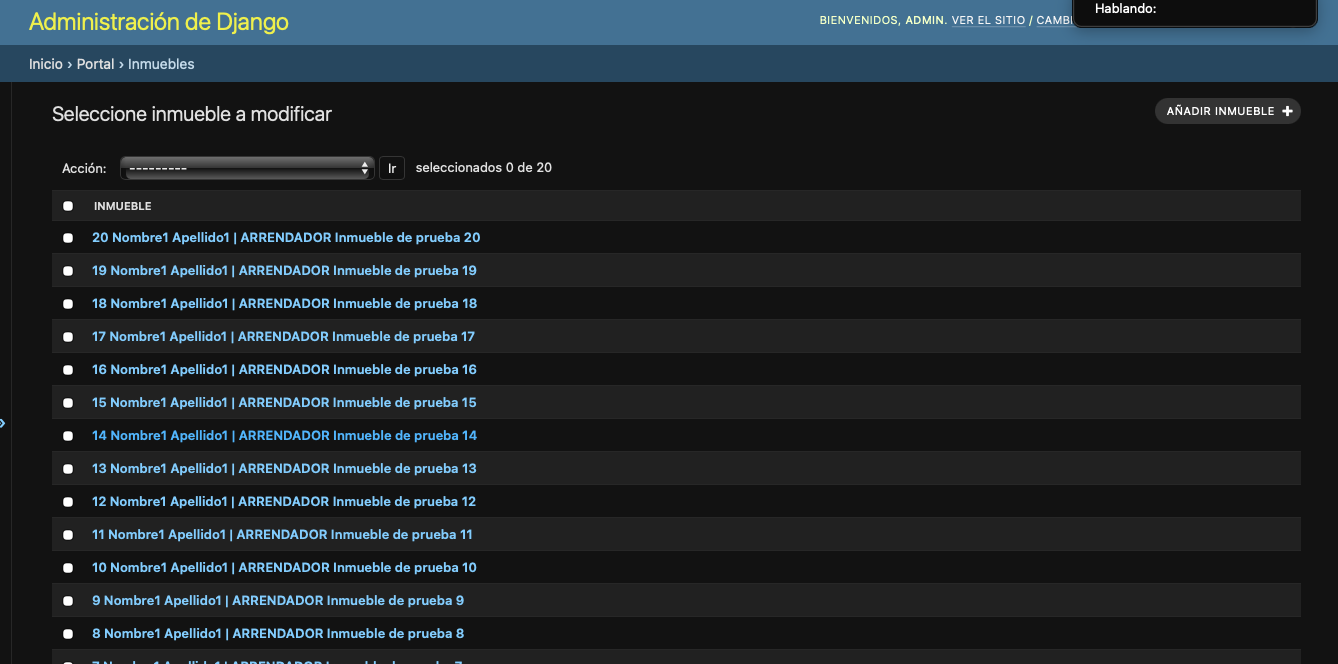 Administración de Django
BIENVENIDOS, ADMIN. VER EL SITIO /
Hablando:
Inicio › Portal › Inmuebles
Seleccione inmueble a modificar
AÑADIR INMUEBLE +
Acción: --------- Ir seleccionados 0 de 20
INMUEBLE
20 Nombre1 Apellido1 | ARRENDADOR Inmueble de prueba 20
19 Nombre1 Apellido1 | ARRENDADOR Inmueble de prueba 19
18 Nombre1 Apellido1 | ARRENDADOR Inmueble de prueba 18
17 Nombre1 Apellido1 | ARRENDADOR Inmueble de prueba 17
16 Nombre1 Apellido1 | ARRENDADOR Inmueble de prueba 16
15 Nombre1 Apellido1 | ARRENDADOR Inmueble de prueba 15
14 Nombre1 Apellido1 | ARRENDADOR Inmueble de prueba 14
13 Nombre1 Apellido1 | ARRENDADOR Inmueble de prueba 13
12 Nombre1 Apellido1 | ARRENDADOR Inmueble de prueba 12
11 Nombre1 Apellido1 | ARRENDADOR Inmueble de prueba 11
10 Nombre1 Apellido1 | ARRENDADOR Inmueble de prueba 10
9 Nombre1 Apellido1 | ARRENDADOR Inmueble de prueba 9
8 Nombre1 Apellido1 | ARRENDADOR Inmueble de prueba 8